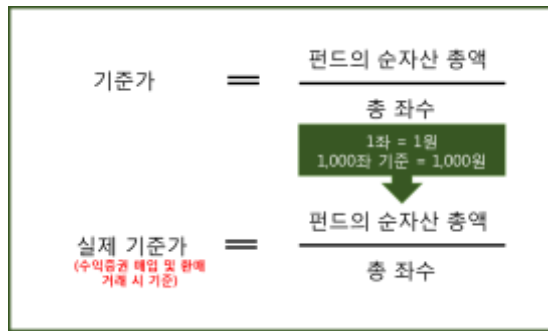 펀드의 순자산 총액
기준가 =
총 좌수
1좌 = 1원
1,000좌 기준 = 1,000원
펀드의 순자산 총액
실제 기준가 =
(수익증권 매입 및 환매
거래 시 기준)
총 좌수